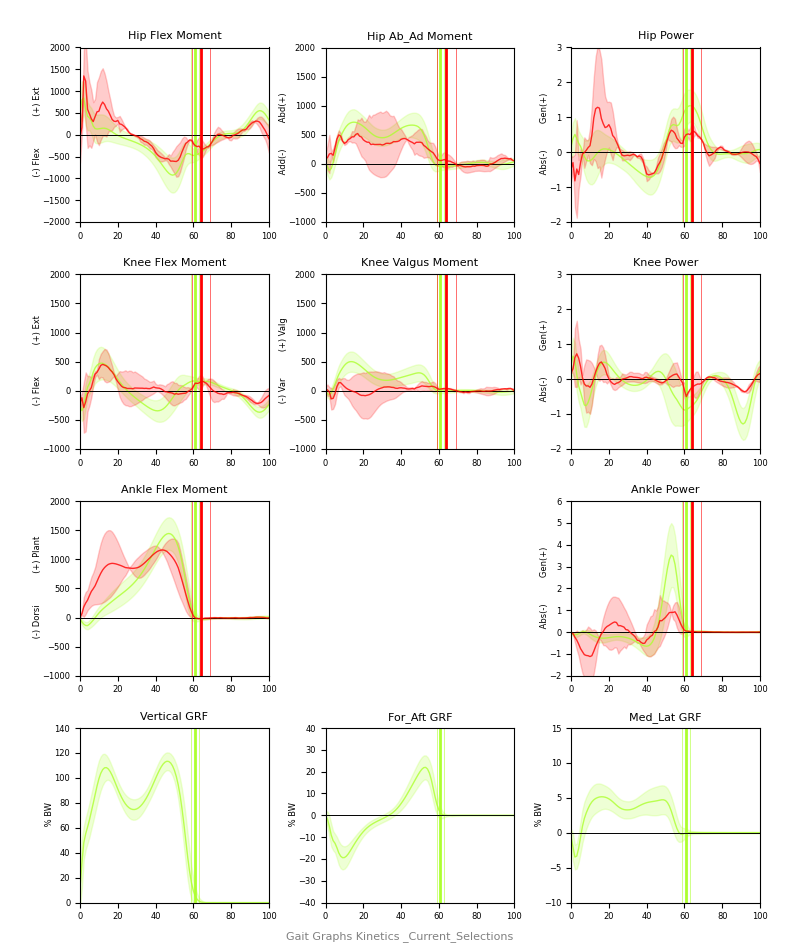 Hip Flex Moment
Hip Ab_Ad Moment
Hip Power
2000
1500
1000
500
0
−500
−1000
−1500
−2000
(+) Ext
(-) Flex
0 20 40 60 80 100
2000
1500
1000
500
0
−500
−1000
Abd(+)
Add(-)
0 20 40 60 80 100
3
2
1
0
−1
−2
Gen(+)
Abs(-)
0 20 40 60 80 100
Knee Flex Moment
Knee Valgus Moment
Knee Power
2000
1500
1000
500
0
−500
−1000
(+) Ext
(-) Flex
0 20 40 60 80 100
2000
1500
1000
500
0
−500
−1000
(+) Valg
(-) Var
0 20 40 60 80 100
3
2
1
0
−1
−2
Gen(+)
Abs(-)
0 20 40 60 80 100
Ankle Flex Moment
Ankle Power
2000
1500
1000
500
0
−500
−1000
(+) Plant
(-) Dorsi
0 20 40 60 80 100
6
5
4
3
2
1
0
−1
−2
Gen(+)
Abs(-)
0 20 40 60 80 100
Vertical GRF
For_Aft GRF
Med_Lat GRF
140
120
100
80
60
40
20
0
% BW
0 20 40 60 80 100
40
30
20
10
0
−10
−20
−30
−40
% BW
0 20 40 60 80 100
15
10
5
0
−5
−10
% BW
0 20 40 60 80 100
Gait Graphs Kinetics _Current_Selections